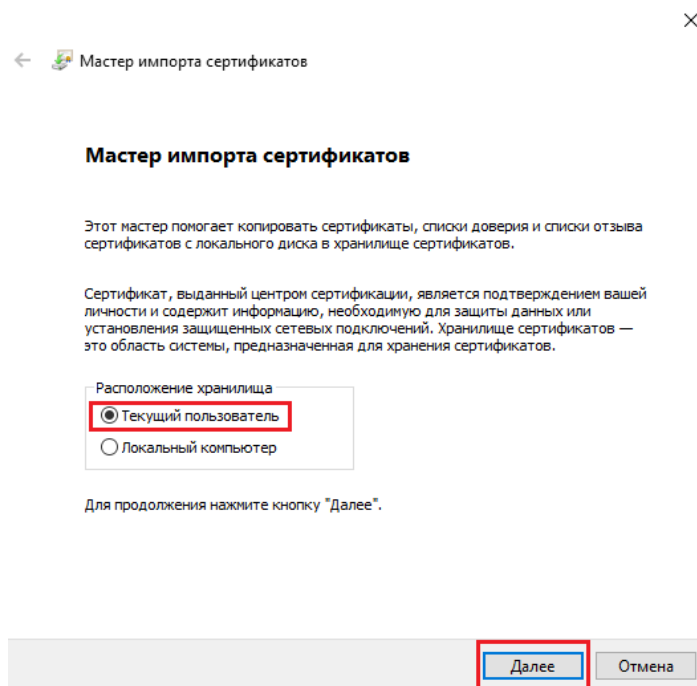 Мастер импорта сертификатов
Мастер импорта сертификатов
Этот мастер помогает копировать сертификаты, списки доверия и списки отзыва
сертификатов с локального диска в хранилище сертификатов.
Сертификат, выданный центром сертификации, является подтверждением вашей
личности и содержит информацию, необходимую для защиты данных или
установления защищенных сетевых подключений. Хранилище сертификатов —
это область системы, предназначенная для хранения сертификатов.
Расположение хранилища
Текущий пользователь
Локальный компьютер
Для продолжения нажмите кнопку "Далее".
Далее
Отмена